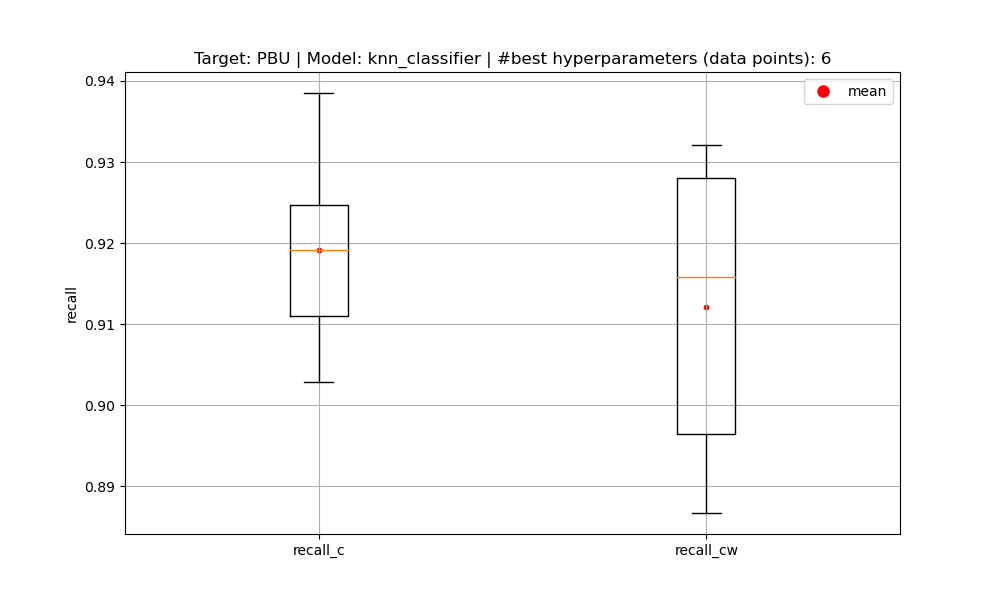 Target: PBU | Model: knn_classifier | #best hyperparameters (data points): 6
mean
0.94
0.93
0.92
0.91
0.90
0.89
recall
recall_c
recall_cw